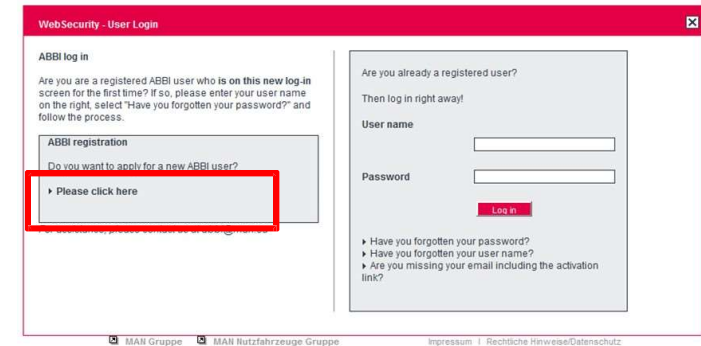 WebSecurity - User Login
ABBI log in
Are you are a registered ABBI user who is on this new log-in
screen for the first time? If so, please enter your user name
on the right, select "Have you forgotten your password?" and
follow the process.
ABBI registration
Do you want to apply for a new ABBI user?
Please click here
Are you already a registered user?
Then log in right away!
User name
Password
Log in
Have you forgotten your password?
Have you forgotten your user name?
Are you missing your email including the activation
link?
MAN Gruppe MAN Nutzfahrzeuge Gruppe Impressum | Rechtliche Hinweise/Datenschutz